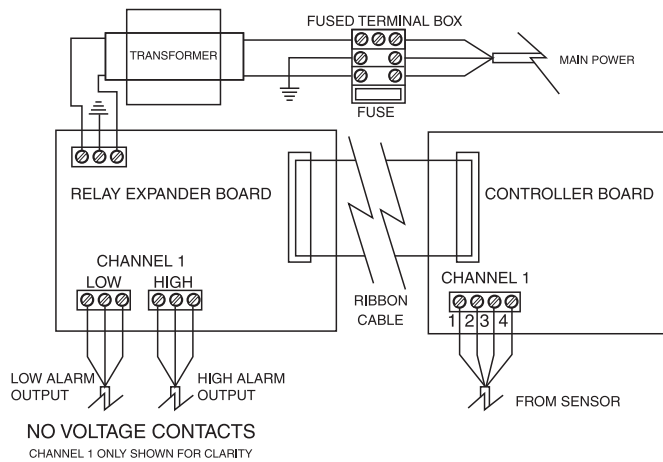 FUSED TERMINAL BOX
TRANSFORMER
MAIN POWER
FUSE
RELAY EXPANDER BOARD
CONTROLLER BOARD
CHANNEL 1
LOW
HIGH
CHANNEL 1
1 2 3 4
RIBBON
CABLE
LOW ALARM
OUTPUT
HIGH ALARM
OUTPUT
FROM SENSOR
NO VOLTAGE CONTACTS
CHANNEL 1 ONLY SHOWN FOR CLARITY